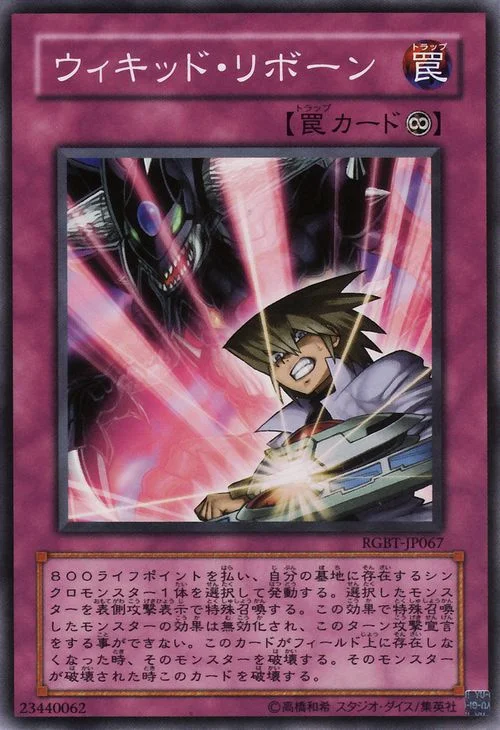 ウィキッド・リボーン
罠
トラップ
【罠カード】
トラップ
RGBT-JP067
800ライフポイントを払い、自分の墓地に存在するシン
クロモンスター1体を選択して発動する。選択したモンス
ターを表側攻撃表示で特殊召喚する。この効果で特殊召喚
したモンスターの効果は無効化され、このターン攻撃宣言
をする事ができない。このカードがフィールド上に存在し
なくなった時、そのモンスターを破壊する。そのモンスター
が破壊された時このカードを破壊する。
23440062
©高橋和希 スタジオ・ダイス/集英社